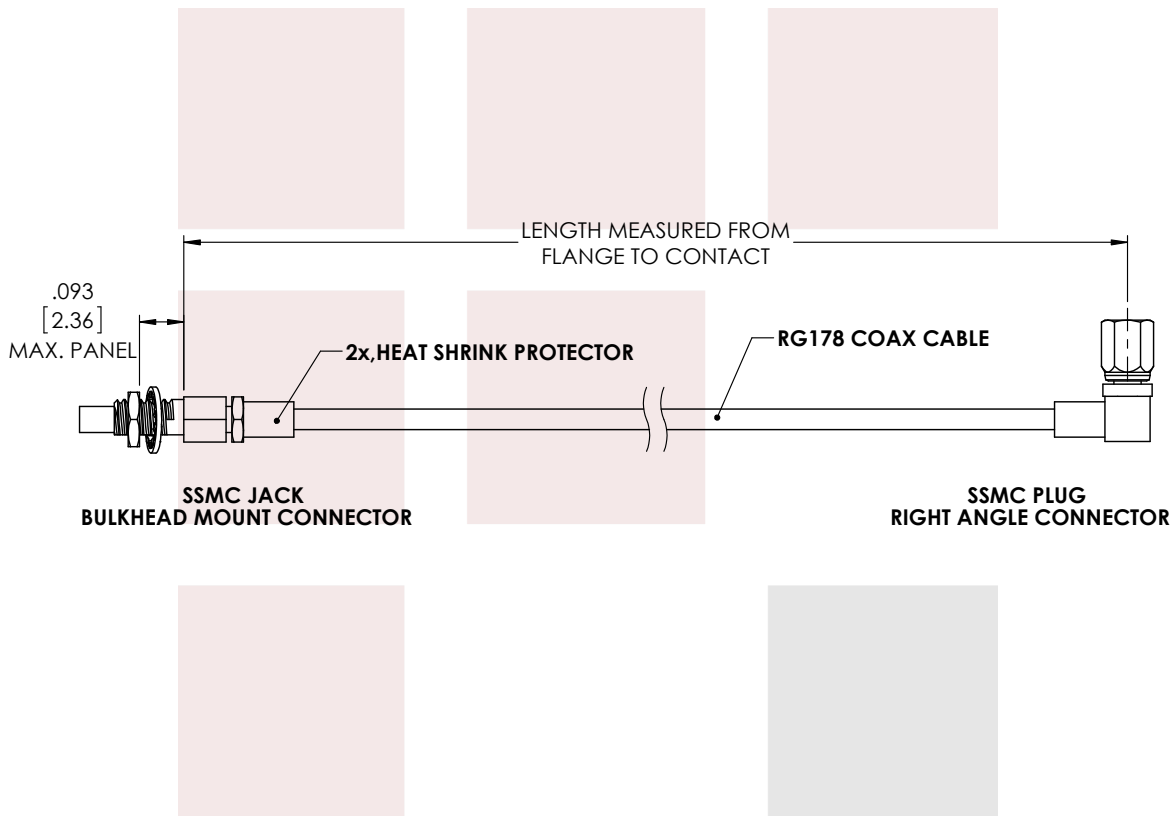 LENGTH MEASURED FROM
FLANGE TO CONTACT
.093
[2.36]
MAX. PANEL
2x,HEAT SHRINK PROTECTOR
RG178 COAX CABLE
SSMC JACK
BULKHEAD MOUNT CONNECTOR
SSMC PLUG
RIGHT ANGLE CONNECTOR